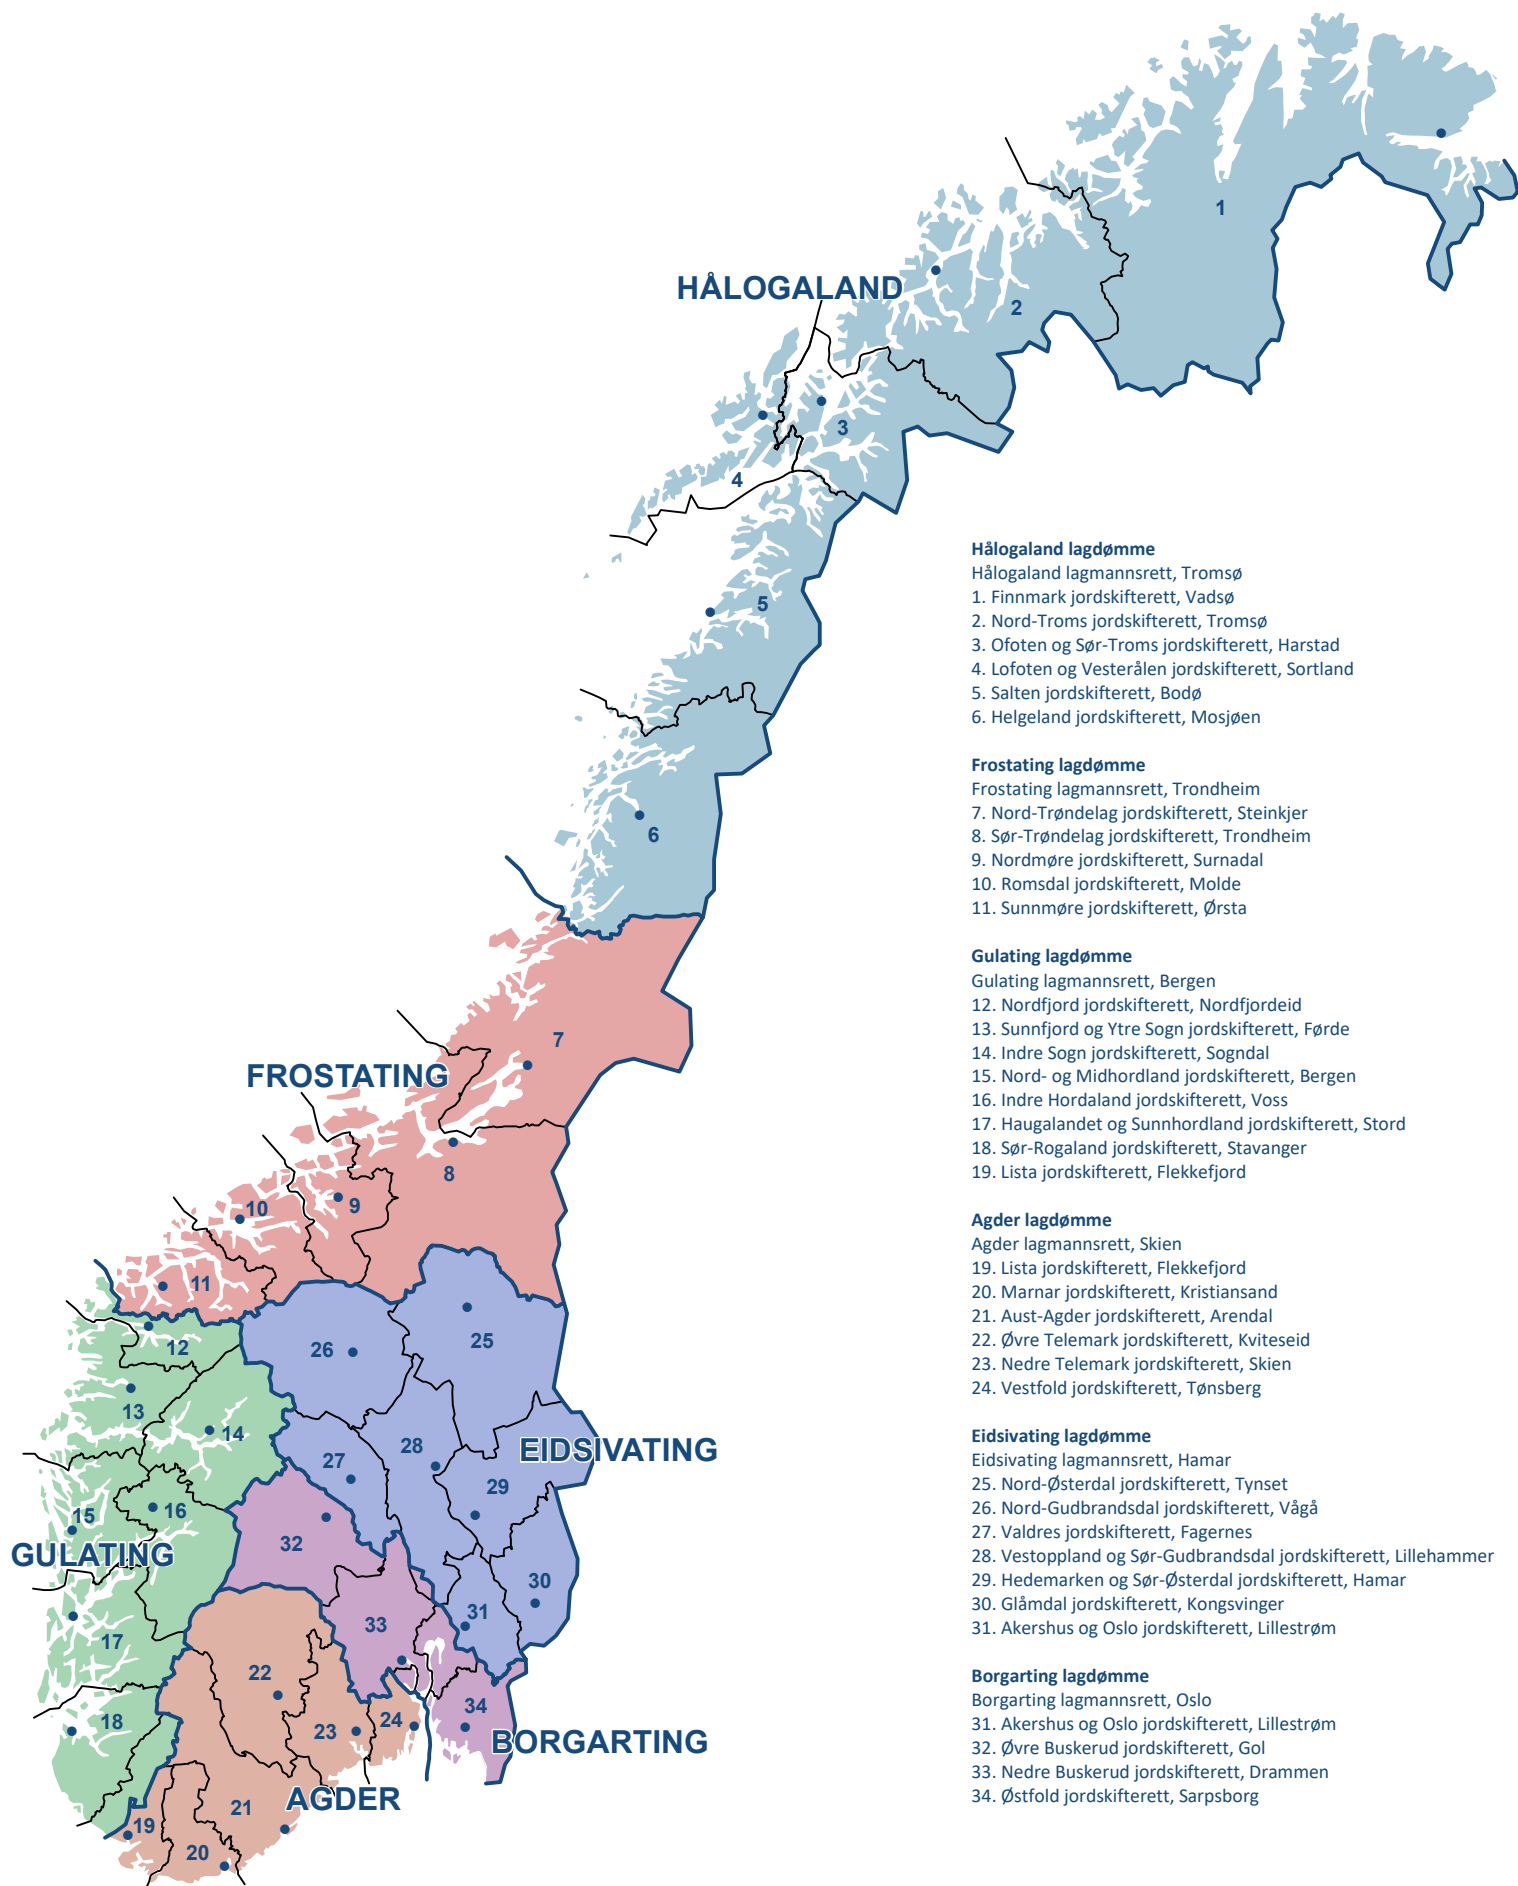 1
HÅLOGALAND
2
3
4
5
6
7
FROSTATING
8
9
10
11
12
13
14
15
16
GULATING
17
18
19
20
21
22
23
24
AGDER
25
26
27
28
EIDSIVATING
29
30
31
32
33
34
BORGARTING
Hålogaland lagdømme
Hålogaland lagmannsrett, Tromsø
1. Finnmark jordskifterett, Vadsø
2. Nord-Troms jordskifterett, Tromsø
3. Ofoten og Sør-Troms jordskifterett, Harstad
4. Lofoten og Vesterålen jordskifterett, Sortland
5. Salten jordskifterett, Bodø
6. Helgeland jordskifterett, Mosjøen
Frostating lagdømme
Frostating lagmannsrett, Trondheim
7. Nord-Trøndelag jordskifterett, Steinkjer
8. Sør-Trøndelag jordskifterett, Trondheim
9. Nordmøre jordskifterett, Surnadal
10. Romsdal jordskifterett, Molde
11. Sunnmøre jordskifterett, Ørsta
Gulating lagdømme
Gulating lagmannsrett, Bergen
12. Nordfjord jordskifterett, Nordfjordeid
13. Sunnfjord og Ytre Sogn jordskifterett, Førde
14. Indre Sogn jordskifterett, Sogndal
15. Nord- og Midhordland jordskifterett, Bergen
16. Indre Hordaland jordskifterett, Voss
17. Haugalandet og Sunnhordland jordskifterett, Stord
18. Sør-Rogaland jordskifterett, Stavanger
19. Lista jordskifterett, Flekkefjord
Agder lagdømme
Agder lagmannsrett, Skien
19. Lista jordskifterett, Flekkefjord
20. Marnar jordskifterett, Kristiansand
21. Aust-Agder jordskifterett, Arendal
22. Øvre Telemark jordskifterett, Kviteseid
23. Nedre Telemark jordskifterett, Skien
24. Vestfold jordskifterett, Tønsberg
Eidsivating lagdømme
Eidsivating lagmannsrett, Hamar
25. Nord-Østerdal jordskifterett, Tynset
26. Nord-Gudbrandsdal jordskifterett, Vågå
27. Valdres jordskifterett, Fagernes
28. Vestoppland og Sør-Gudbrandsdal jordskifterett, Lillehammer
29. Hedemarken og Sør-Østerdal jordskifterett, Hamar
30. Glåmdal jordskifterett, Kongsvinger
31. Akershus og Oslo jordskifterett, Lillestrøm
Borgarting lagdømme
Borgarting lagmannsrett, Oslo
31. Akershus og Oslo jordskifterett, Lillestrøm
32. Øvre Buskerud jordskifterett, Gol
33. Nedre Buskerud jordskifterett, Drammen
34. Østfold jordskifterett, Sarpsborg